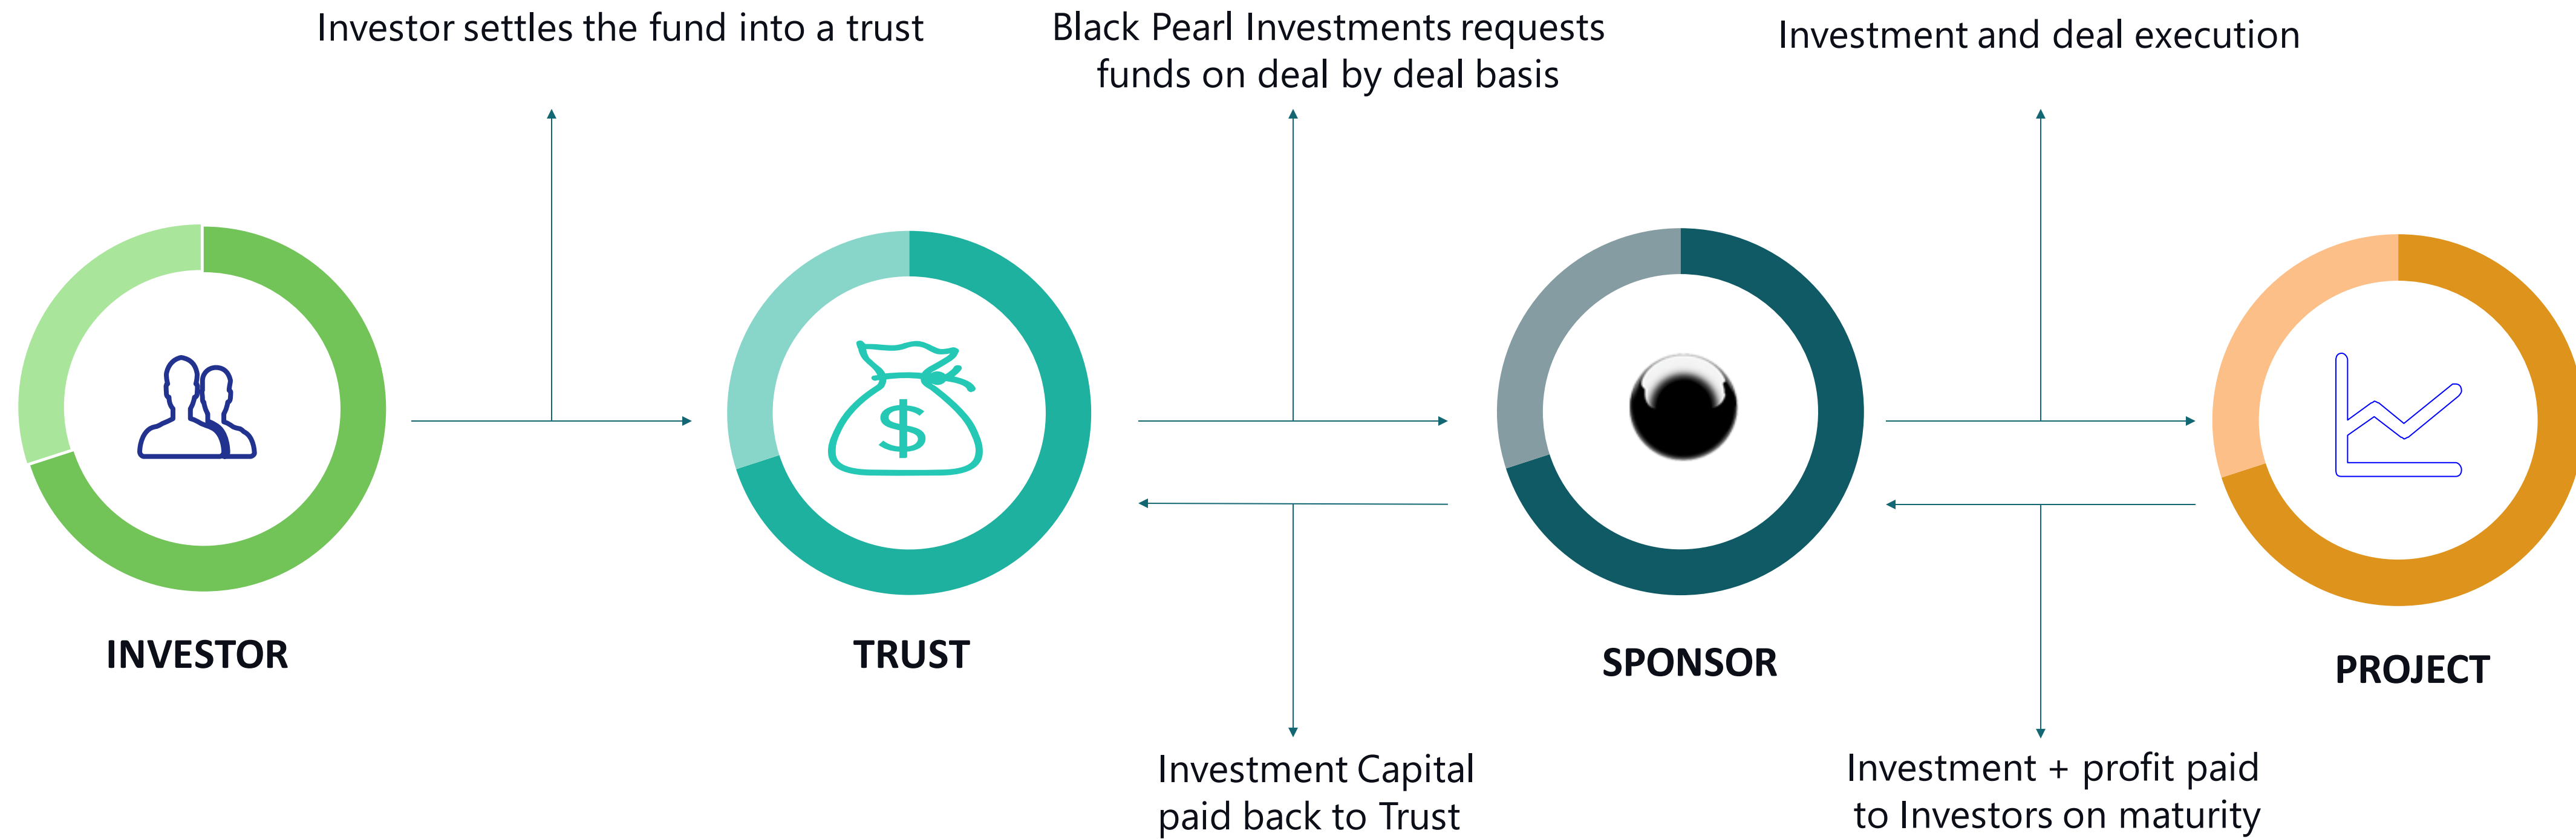 Investor settles the fund into a trust
Black Pearl Investments requests
funds on deal by deal basis
Investment and deal execution
$
INVESTOR
TRUST
SPONSOR
PROJECT
Investment Capital
paid back to Trust
Investment + profit paid
to Investors on maturity